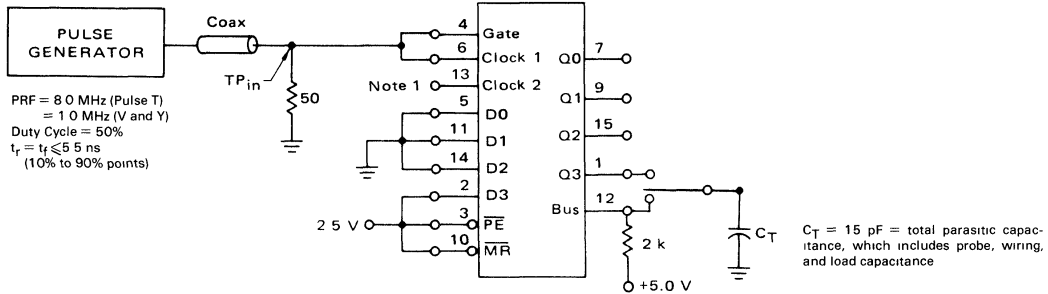 PULSE
GENERATOR
Coax
TPin
50
PRF = 8 0 MHz (Pulse T)
= 1 0 MHz (V and Y)
Duty Cycle = 50%
tr = tf ⩽ 5 5 ns
(10% to 90% points)
Note 1
2 5 V
4
Gate
6
Clock 1
13
Clock 2
5
D0
11
D1
14
D2
2
D3
3
PE
10
MR
Q0
7
Q1
9
Q2
15
Q3
1
Bus
12
2 k
+5.0 V
CT
CT = 15 pF = total parasitic capac-
itance, which includes probe, wiring,
and load capacitance